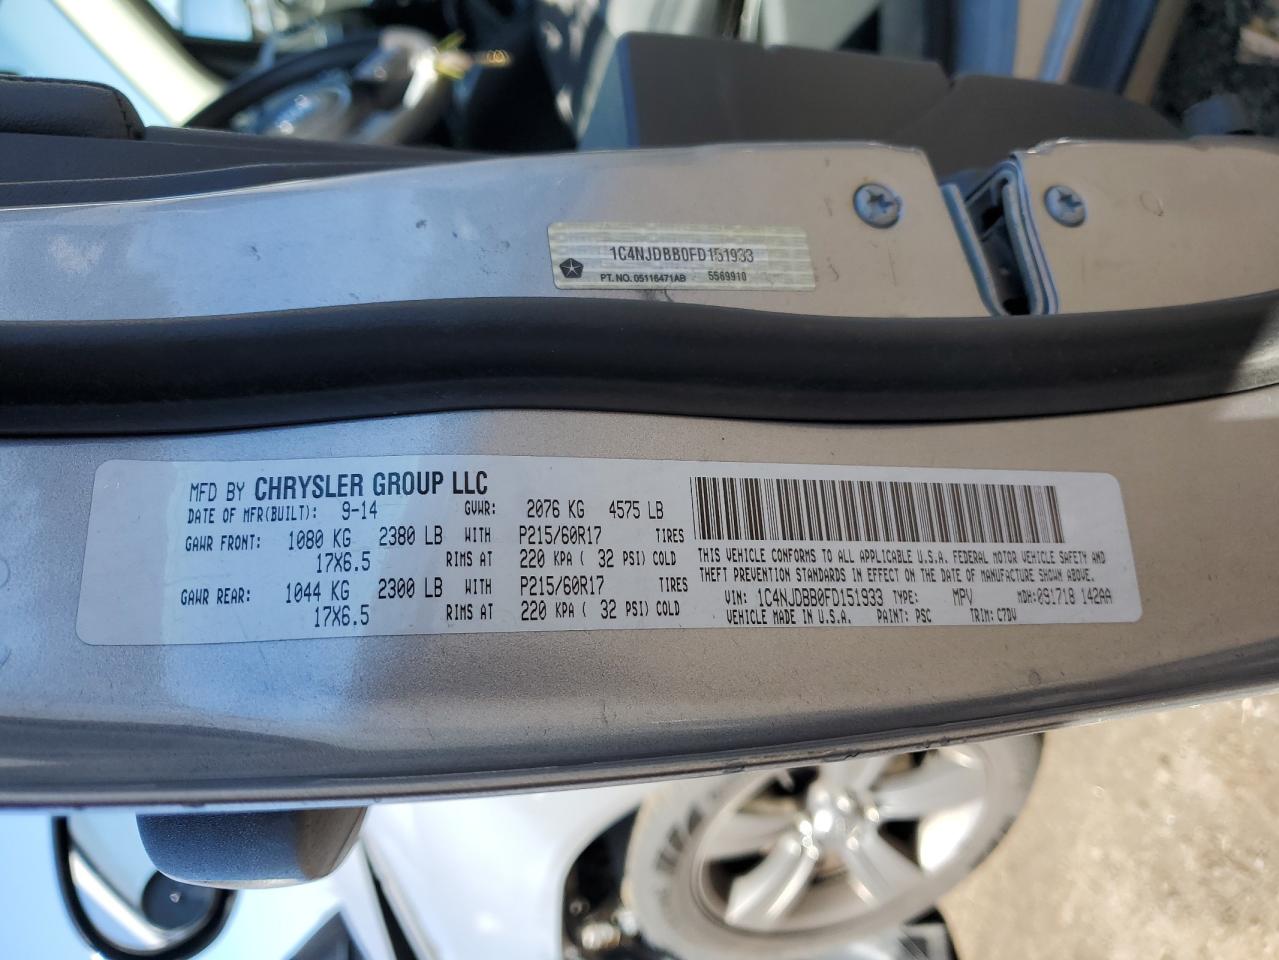 1C4NJDBB0FD151933
PT. NO. 05116471AB 5569910
MFD BY CHRYSLER GROUP LLC
DATE OF MFR(BUILT): 9-14 GVWR: 2076 KG 4575 LB
GAWR FRONT: 1080 KG 2380 LB WITH P215/60R17 TIRES
17X6.5 RIMS AT 220 KPA ( 32 PSI) COLD
GAWR REAR: 1044 KG 2300 LB WITH P215/60R17 TIRES
17X6.5 RIMS AT 220 KPA ( 32 PSI) COLD
THIS VEHICLE CONFORMS TO ALL APPLICABLE U.S.A. FEDERAL MOTOR VEHICLE SAFETY AND
THEFT PREVENTION STANDARDS IN EFFECT ON THE DATE OF MANUFACTURE SHOWN ABOVE.
VIN: 1C4NJDBB0FD151933 TYPE: MPV MDH: 091718 142AA
VEHICLE MADE IN U.S.A. PAINT: PSC TRIM: C7DV